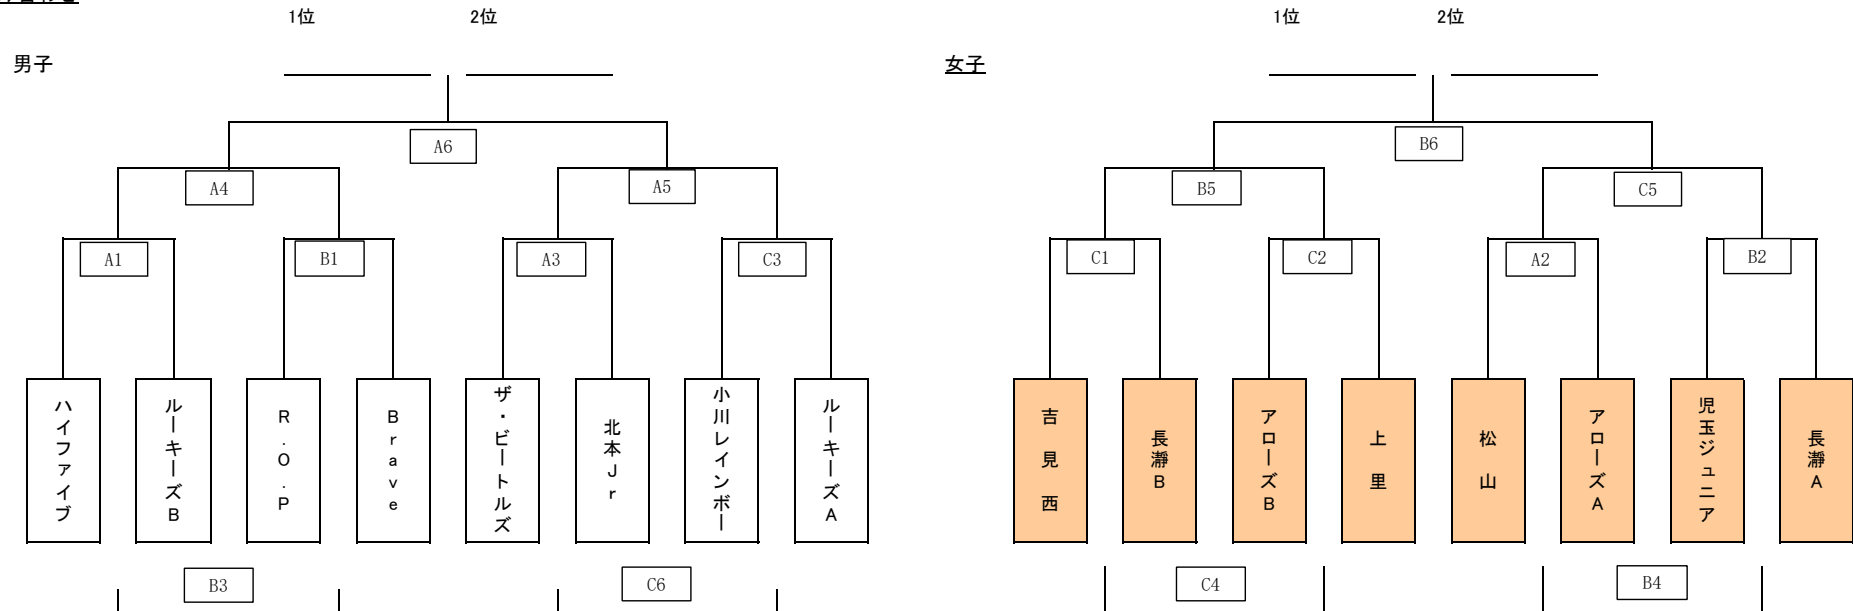 1位 2位 1位 2位
男子 女子
A6 B6
A4 A5 B5 C5
A1 B1 A3 C3 C1 C2 A2 B2
ハイファイブ
ルーキーズB
R.O.P
Brave
ザ・ビートルズ
北本Jr
小川レインボー
ルーキーズA
吉見西
長瀞B
アローズB
上里
松山
アローズA
児玉ジュニア
長瀞A
B3 C6 C4 B4